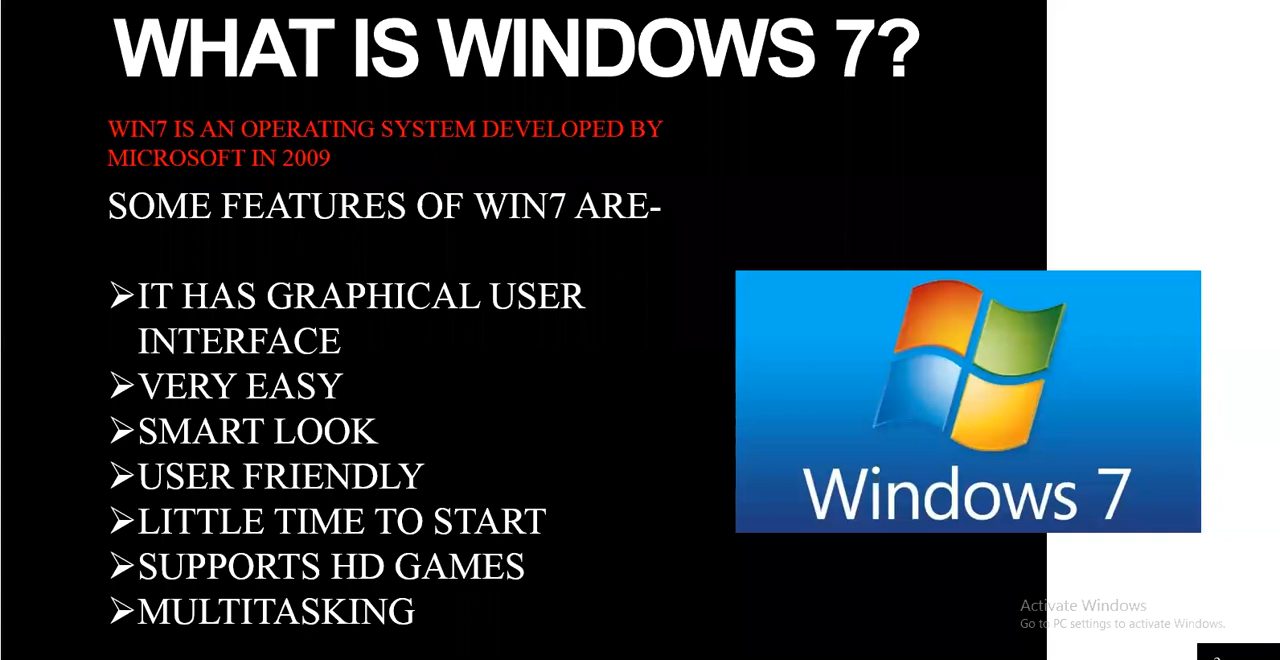 WHAT IS WINDOWS 7?
WIN7 IS AN OPERATING SYSTEM DEVELOPED BY
MICROSOFT IN 2009
SOME FEATURES OF WIN7 ARE-
➢IT HAS GRAPHICAL USER
INTERFACE
➢VERY EASY
➢SMART LOOK
➢USER FRIENDLY
➢LITTLE TIME TO START
➢SUPPORTS HD GAMES
➢MULTITASKING
Windows 7
Activate Windows
Go to PC settings to activate Windows.